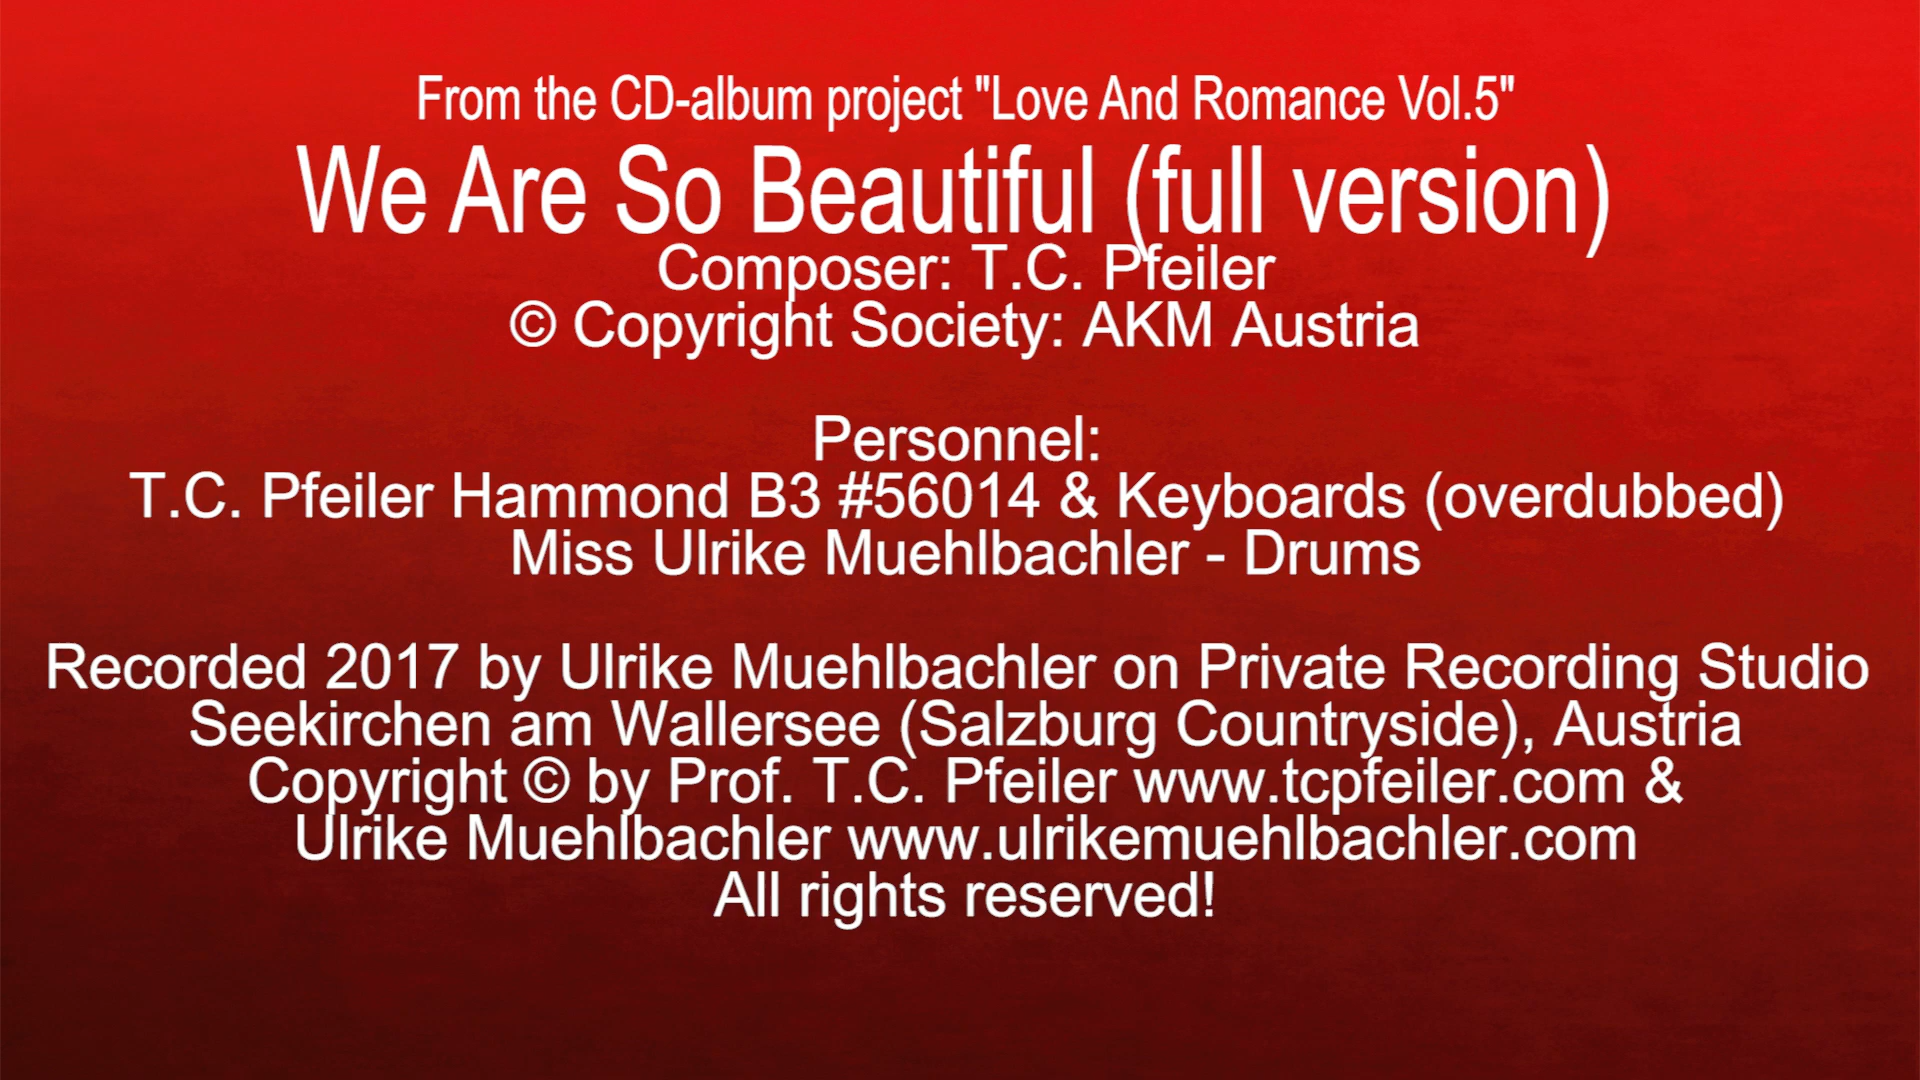 From the CD-album project "Love And Romance Vol.5"
We Are So Beautiful (full version)
Composer: T.C. Pfeiler
© Copyright Society: AKM Austria
Personnel:
T.C. Pfeiler Hammond B3 #56014 & Keyboards (overdubbed)
Miss Ulrike Muehlbachler - Drums
Recorded 2017 by Ulrike Muehlbachler on Private Recording Studio
Seekirchen am Wallersee (Salzburg Countryside), Austria
Copyright © by Prof. T.C. Pfeiler www.tcpfeiler.com &
Ulrike Muehlbachler www.ulrikemuehlbachler.com
All rights reserved!